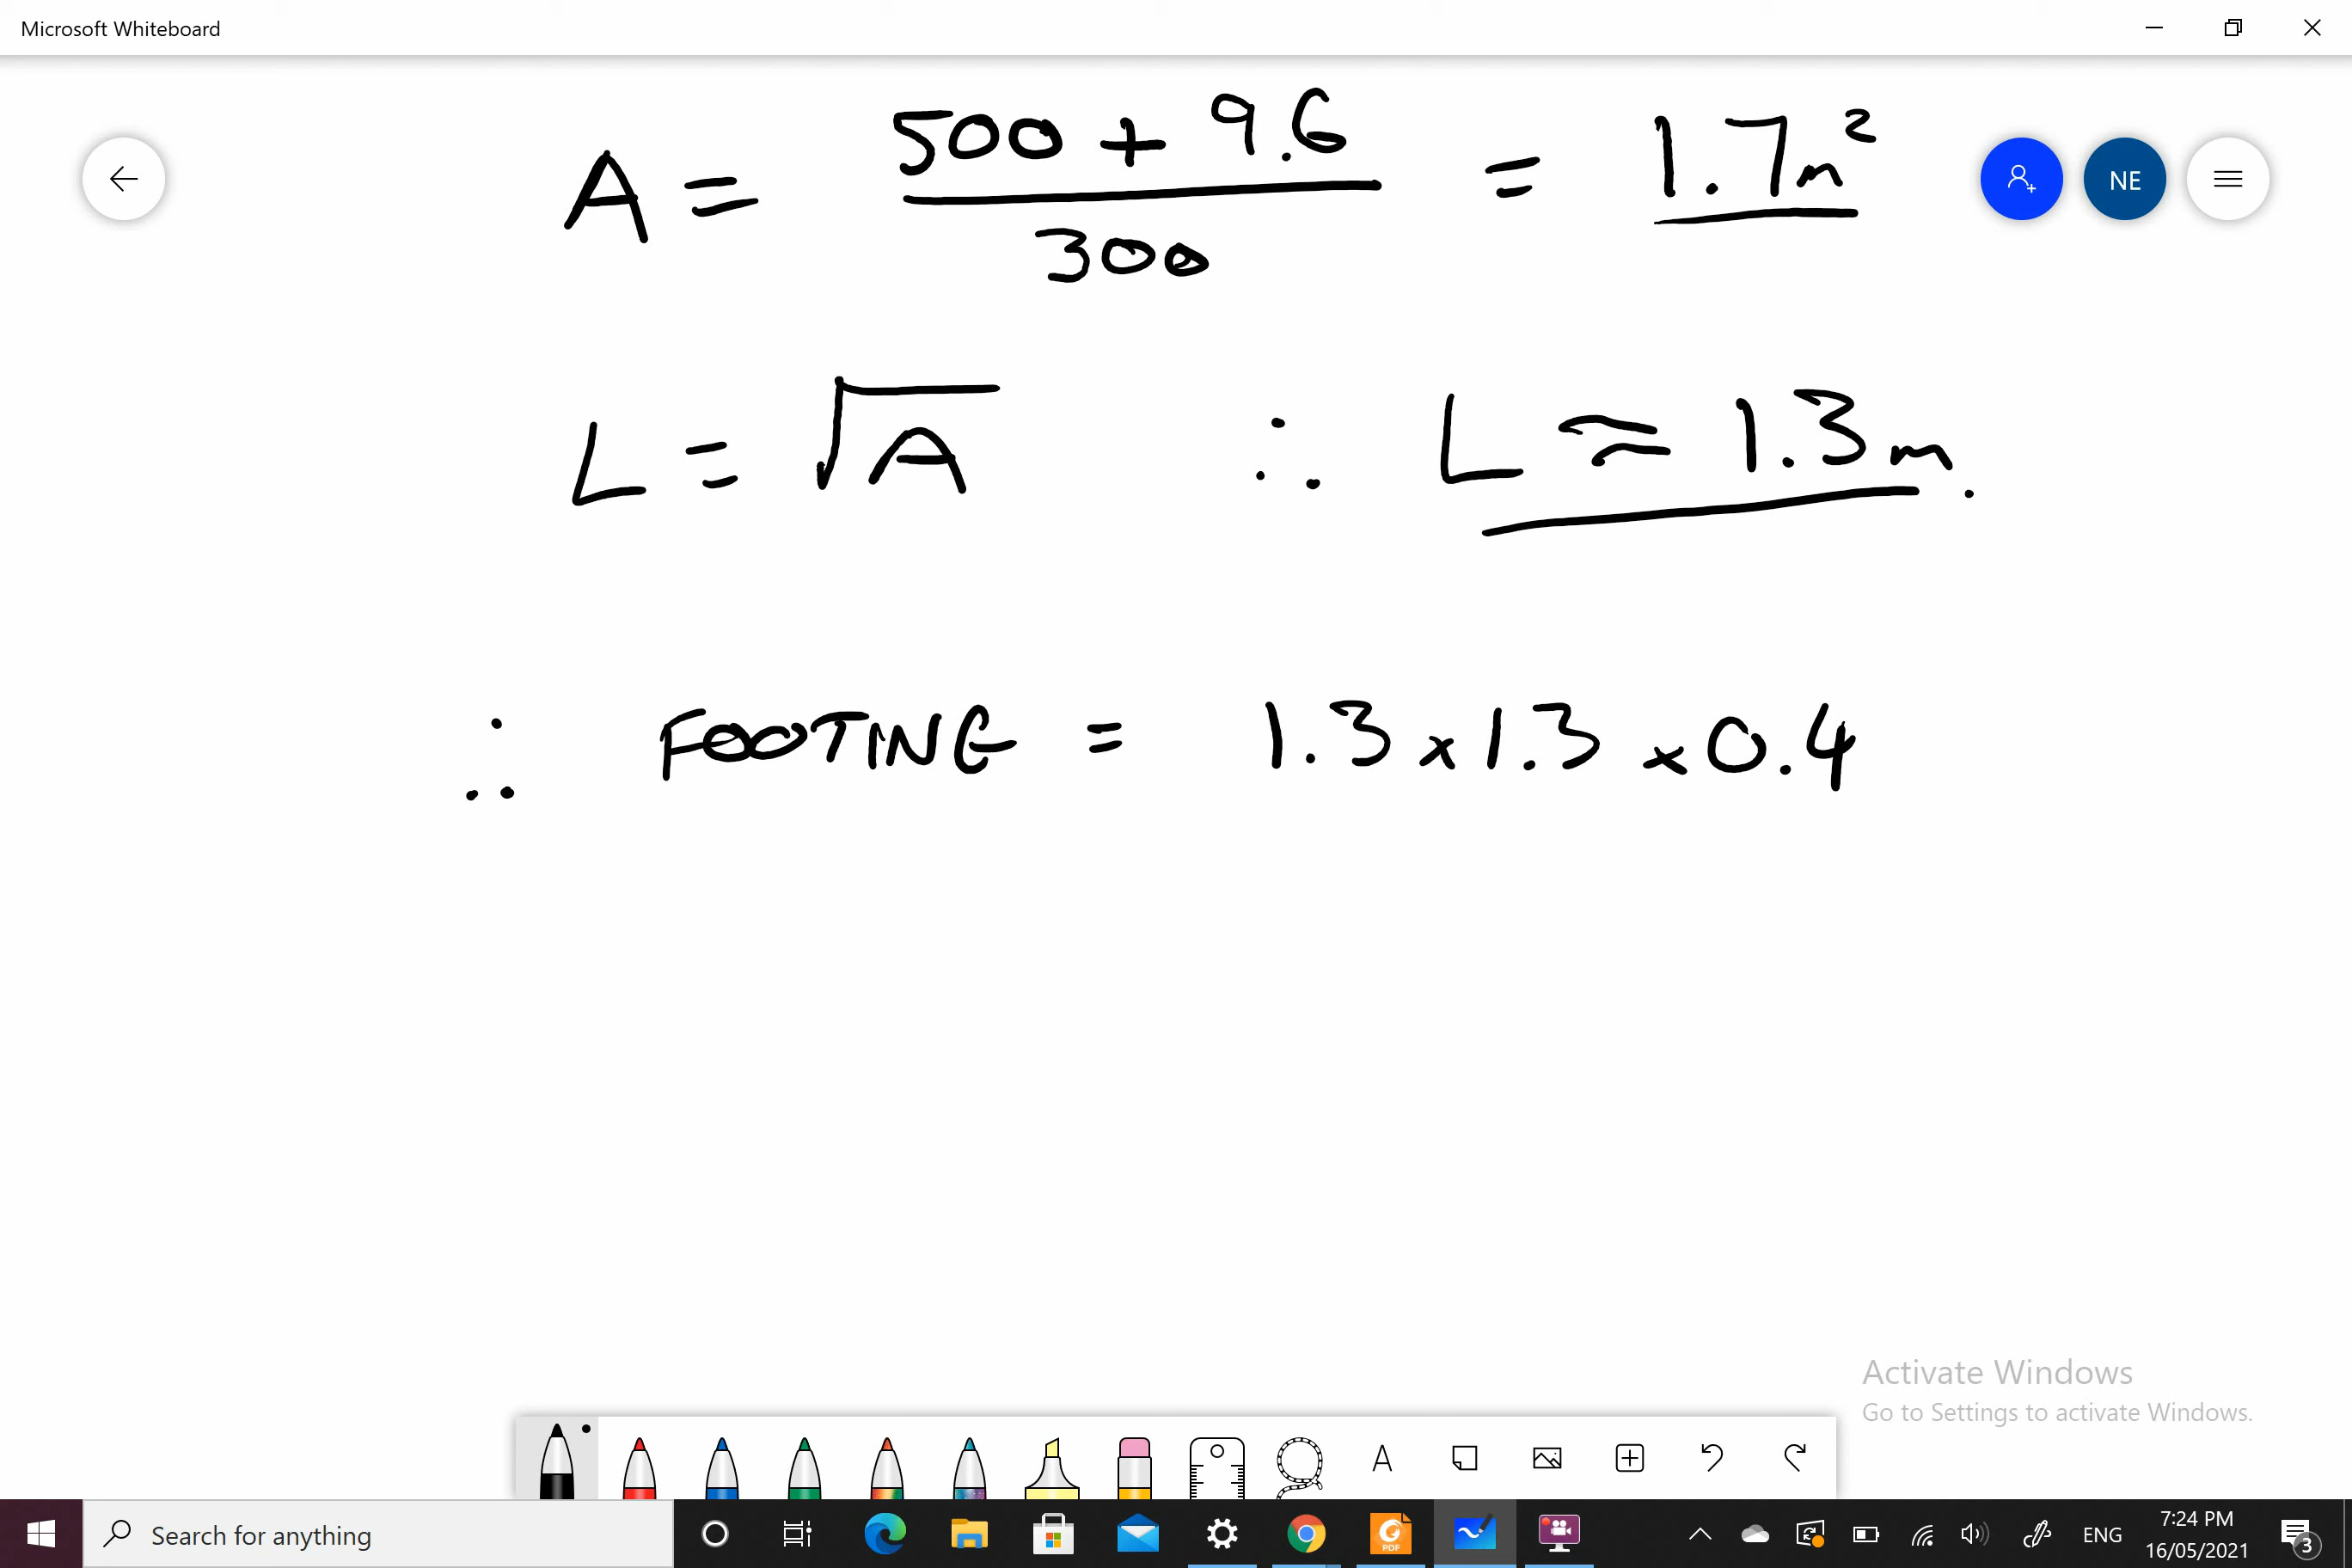 Microsoft Whiteboard
A = 500 + 9.6 / 300 = 1.7m²
NE
L = √A ∴ L ≈ 1.3m.
∴ FOOTING = 1.3 x 1.3 x 0.4
Activate Windows
Go to Settings to activate Windows.
A
Search for anything
PDF
ENG
7:24 PM
16/05/2021
3